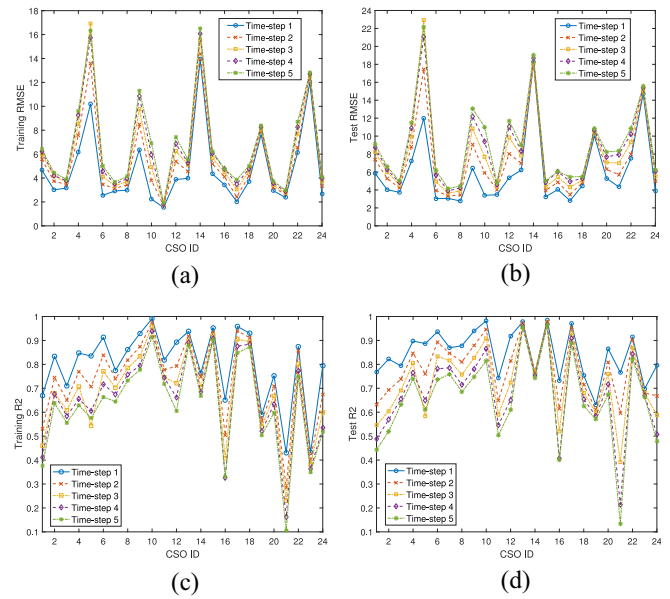 18
16
14
12
10
8
6
4
2
0
Training RMSE
2 4 6 8 10 12 14 16 18 20 22 24
CSO ID
Time-step 1
Time-step 2
Time-step 3
Time-step 4
Time-step 5
(a)
24
22
20
18
16
14
12
10
8
6
4
2
0
Test RMSE
2 4 6 8 10 12 14 16 18 20 22 24
CSO ID
Time-step 1
Time-step 2
Time-step 3
Time-step 4
Time-step 5
(b)
1
0.9
0.8
0.7
0.6
0.5
0.4
0.3
0.2
0.1
Training R2
2 4 6 8 10 12 14 16 18 20 22 24
CSO ID
Time-step 1
Time-step 2
Time-step 3
Time-step 4
Time-step 5
(c)
1
0.9
0.8
0.7
0.6
0.5
0.4
0.3
0.2
0.1
Test R2
2 4 6 8 10 12 14 16 18 20 22 24
CSO ID
Time-step 1
Time-step 2
Time-step 3
Time-step 4
Time-step 5
(d)